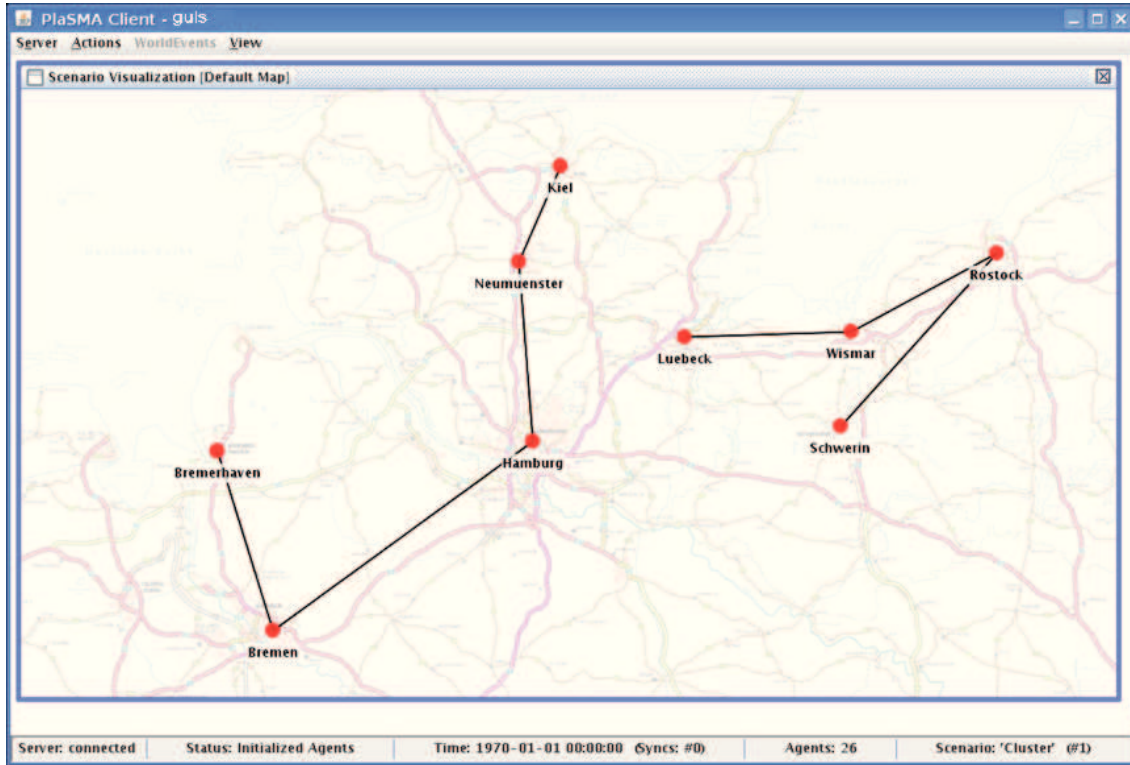 PlaSMA Client - guis
Server Actions WorldEvents View
Scenario Visualization [Default Map]
Kiel
Neumuenster
Rostock
Luebeck
Wismar
Schwerin
Hamburg
Bremerhaven
Bremen
Server: connected Status: Initialized Agents Time: 1970-01-01 00:00:00 (Syncs: #0) Agents: 26 Scenario: 'Cluster' (#1)